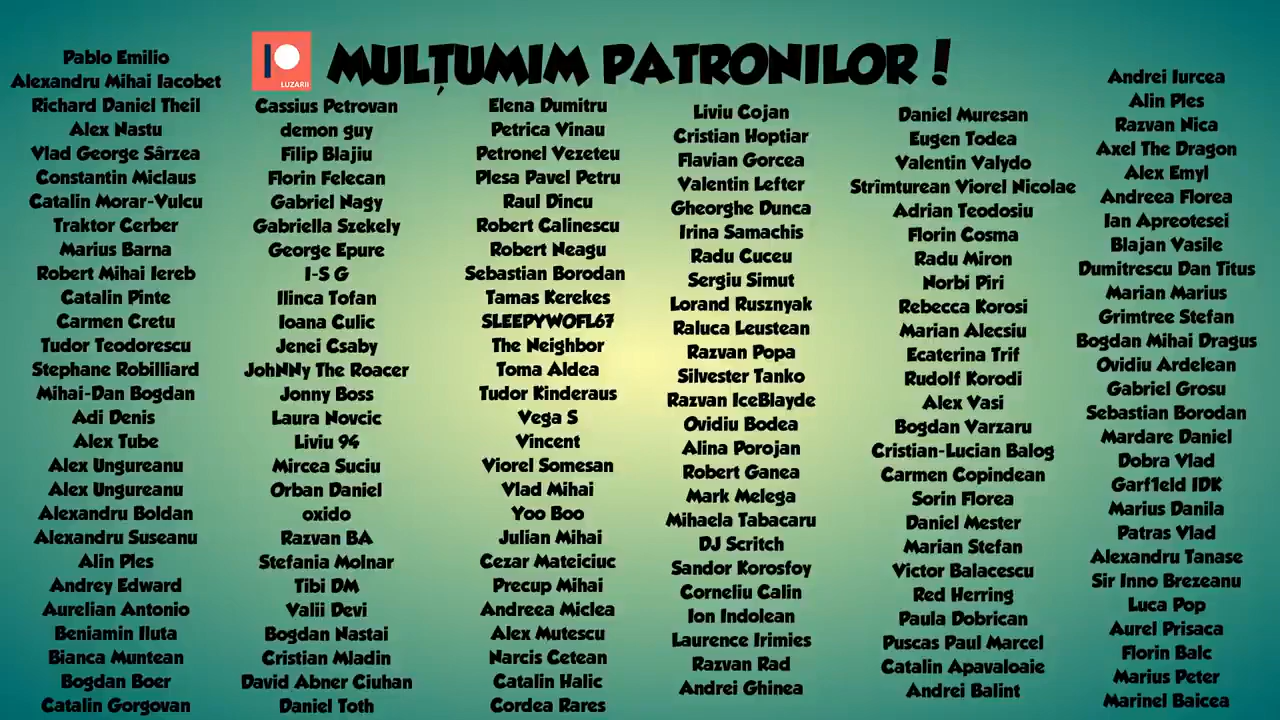 MULȚUMIM PATRONILOR!
LUZARII
Pablo Emilio
Alexandru Mihai Iacobet
Richard Daniel Theil
Alex Nastu
Vlad George Sârzea
Constantin Miclaus
Catalin Morar-Vulcu
Traktor Cerber
Marius Barna
Robert Mihai Iereb
Catalin Pinte
Carmen Cretu
Tudor Teodorescu
Stephane Robilliard
Mihai-Dan Bogdan
Adi Denis
Alex Tube
Alex Ungureanu
Alex Ungureanu
Alexandru Boldan
Alexandru Suseanu
Alin Ples
Andrey Edward
Aurelian Antonio
Beniamin Iluta
Bianca Muntean
Bogdan Boer
Catalin Gorgovan
Cassius Petrovan
demon guy
Filip Blajiu
Florin Felecan
Gabriel Nagy
Gabriella Szekely
George Epure
I-S G
Ilinca Tofan
Ioana Culic
Jenei Csaby
JohNNy The Roacer
Jonny Boss
Laura Novcic
Liviu 94
Mircea Suciu
Orban Daniel
oxido
Razvan BA
Stefania Molnar
Tibi DM
Valii Devi
Bogdan Nastai
Cristian Mladin
David Abner Ciuhan
Daniel Toth
Elena Dumitru
Petrica Vinau
Petronel Vezeteu
Plesa Pavel Petru
Raul Dincu
Robert Calinescu
Robert Neagu
Sebastian Borodan
Tamas Kerekes
SLEEPYWOFL67
The Neighbor
Toma Aldea
Tudor Kinderaus
Vega S
Vincent
Viorel Somesan
Vlad Mihai
Yoo Boo
Julian Mihai
Cezar Mateiciuc
Precup Mihai
Andreea Miclea
Alex Mutescu
Narcis Cetean
Catalin Halic
Cordea Rares
Liviu Cojan
Cristian Hoptiar
Flavian Gorcea
Valentin Lefter
Gheorghe Dunca
Irina Samachis
Radu Cuceu
Sergiu Simut
Lorand Rusznyak
Raluca Leustean
Razvan Popa
Silvester Tanko
Razvan IceBlayde
Ovidiu Bodea
Alina Porojan
Robert Ganea
Mark Melega
Mihaela Tabacaru
DJ Scritch
Sandor Korosfoy
Corneliu Calin
Ion Indolean
Laurence Irimies
Razvan Rad
Andrei Ghinea
Daniel Muresan
Eugen Todea
Valentin Valydo
Strîmturean Viorel Nicolae
Adrian Teodosiu
Florin Cosma
Radu Miron
Norbi Piri
Rebecca Korosi
Marian Alecsiu
Ecaterina Trif
Rudolf Korodi
Alex Vasi
Bogdan Varzaru
Cristian-Lucian Balog
Carmen Copindean
Sorin Florea
Daniel Mester
Marian Stefan
Victor Balacescu
Red Herring
Paula Dobrican
Puscas Paul Marcel
Catalin Apavaloaie
Andrei Balint
Andrei Iurcea
Alin Ples
Razvan Nica
Axel The Dragon
Alex Emyl
Andreea Florea
Ian Apreotesei
Blajan Vasile
Dumitrescu Dan Titus
Marian Marius
Grimtree Stefan
Bogdan Mihai Dragus
Ovidiu Ardelean
Gabriel Grosu
Sebastian Borodan
Mardare Daniel
Dobra Vlad
Garf1eld IDK
Marius Danila
Patras Vlad
Alexandru Tanase
Sir Inno Brezeanu
Luca Pop
Aurel Prisaca
Florin Balc
Marius Peter
Marinel Baicea